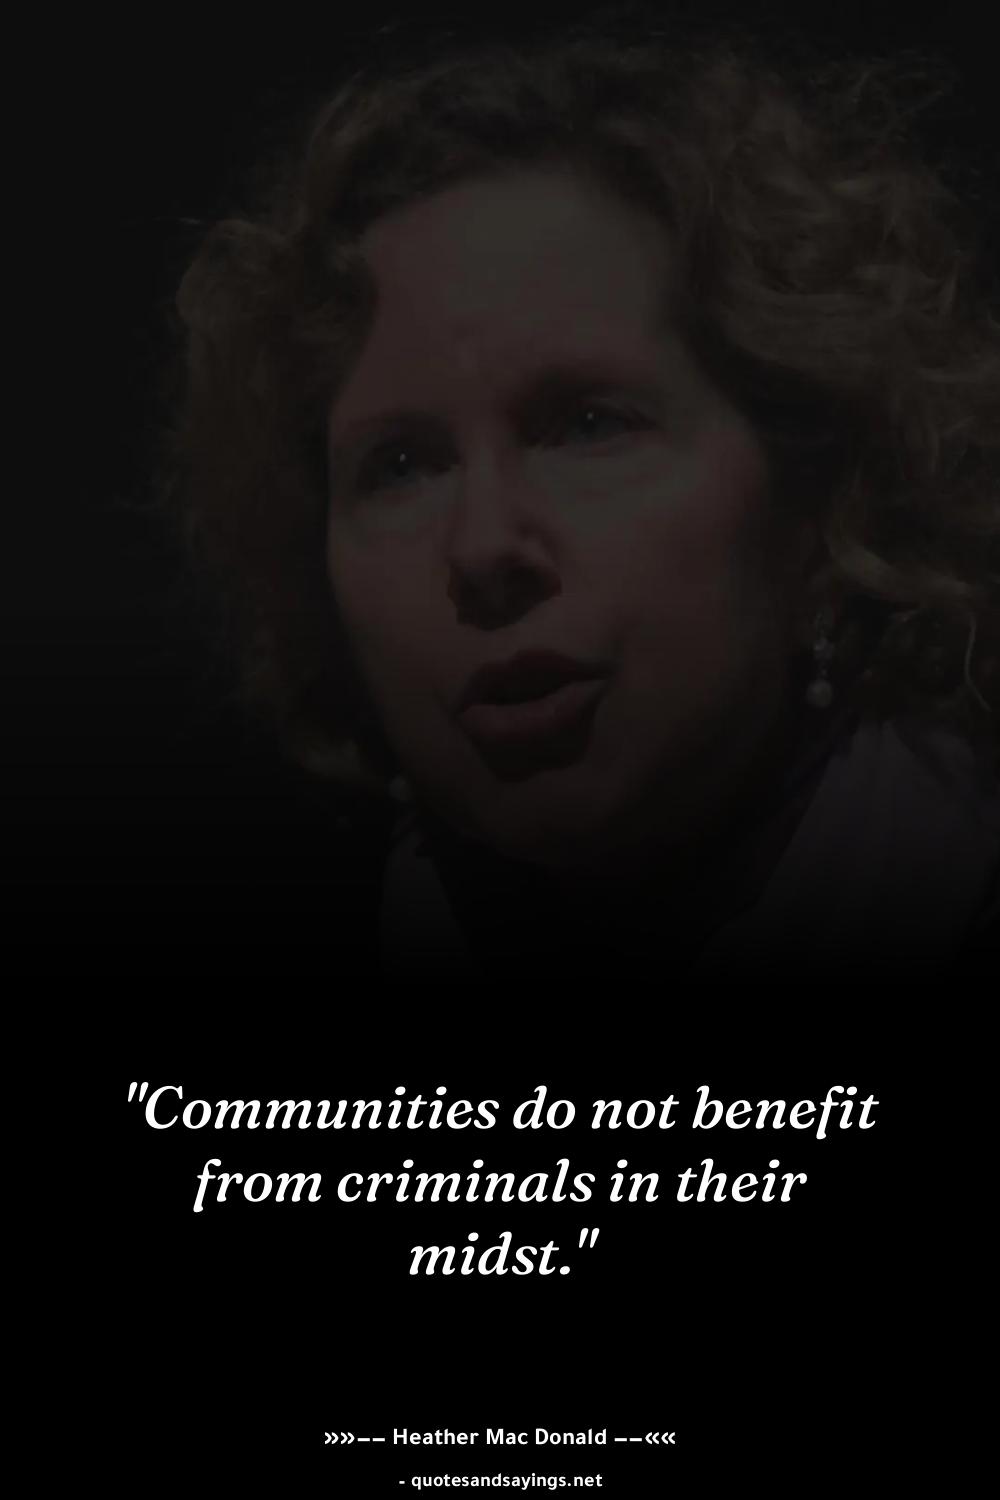 "Communities do not benefit
from criminals in their
midst."
»»–– Heather Mac Donald ––««
- quotesandsayings.net